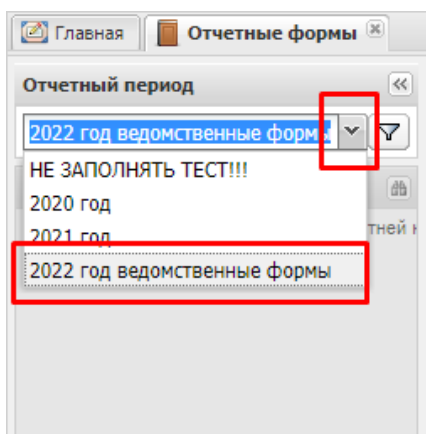 Главная
Отчетные формы
Отчетный период
2022 год ведомственные формы
НЕ ЗАПОЛНЯТЬ ТЕСТ!!!
2020 год
2021 год
2022 год ведомственные формы